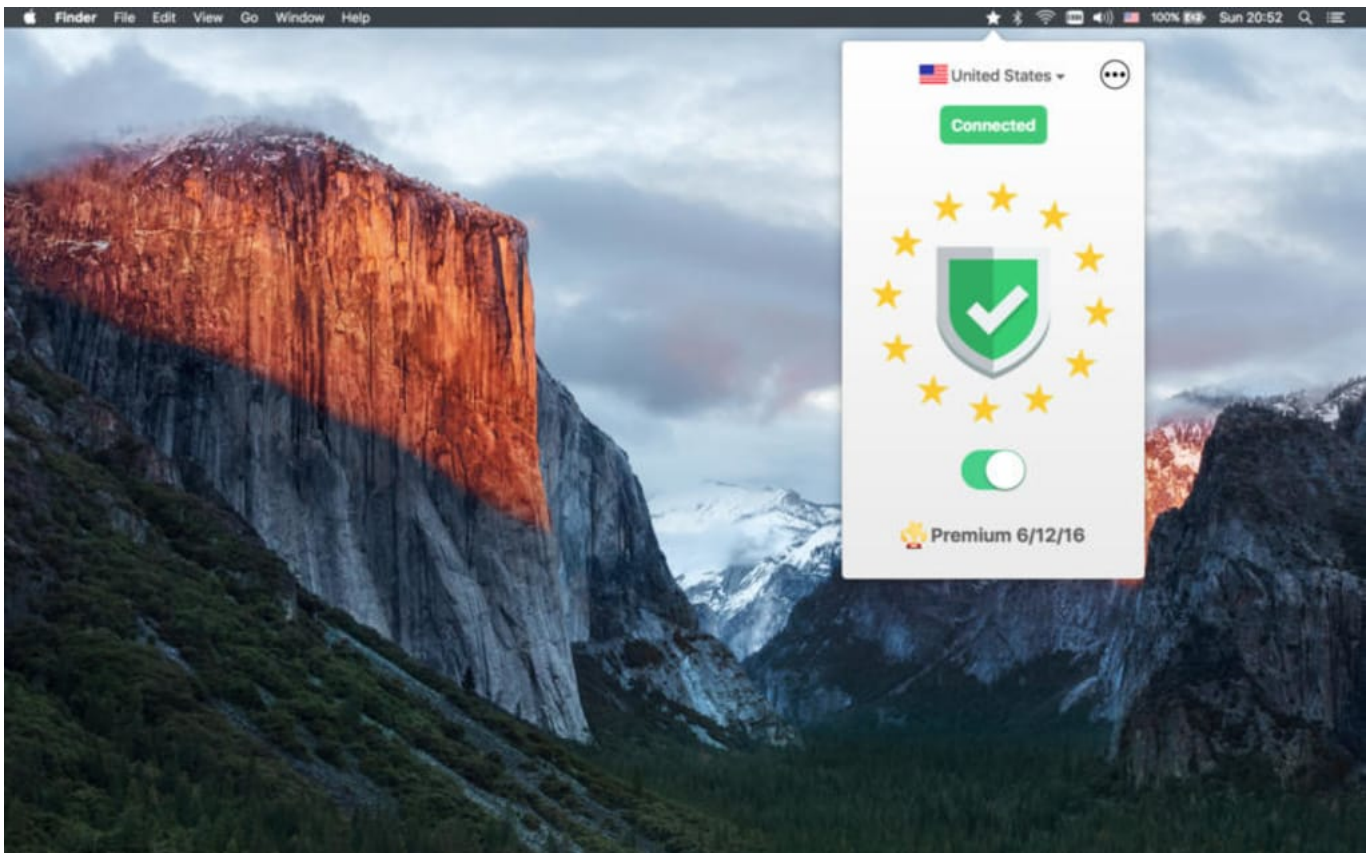 Finder File Edit View Go Window Help 100% Sun 20:52
United States
Connected
Premium 6/12/16